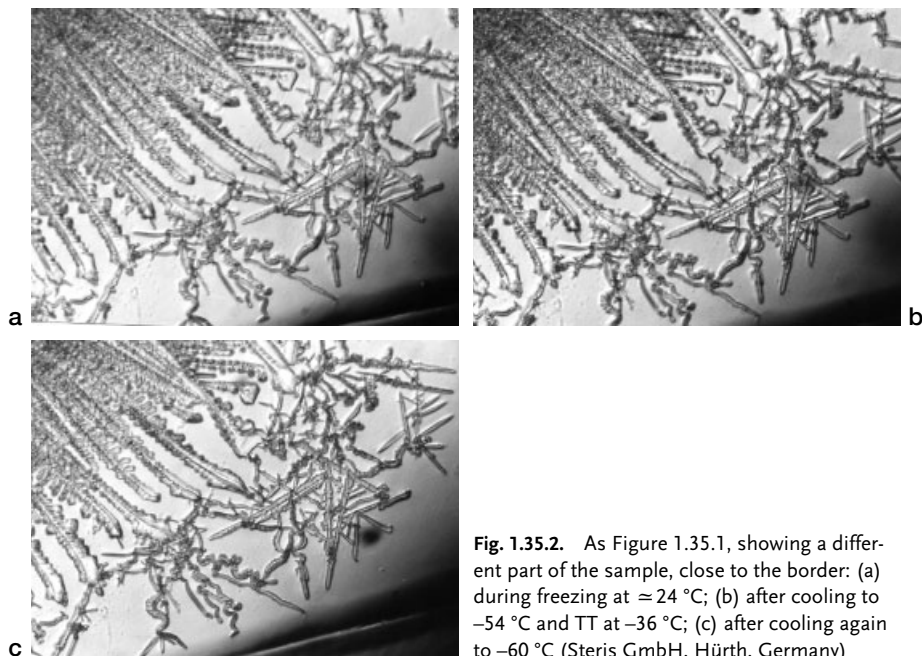 a
b
c
Fig. 1.35.2. As Figure 1.35.1, showing a differ-
ent part of the sample, close to the border: (a)
during freezing at ≃ 24 °C; (b) after cooling to
–54 °C and TT at –36 °C; (c) after cooling again
to –60 °C (Steris GmbH, Hürth, Germany)